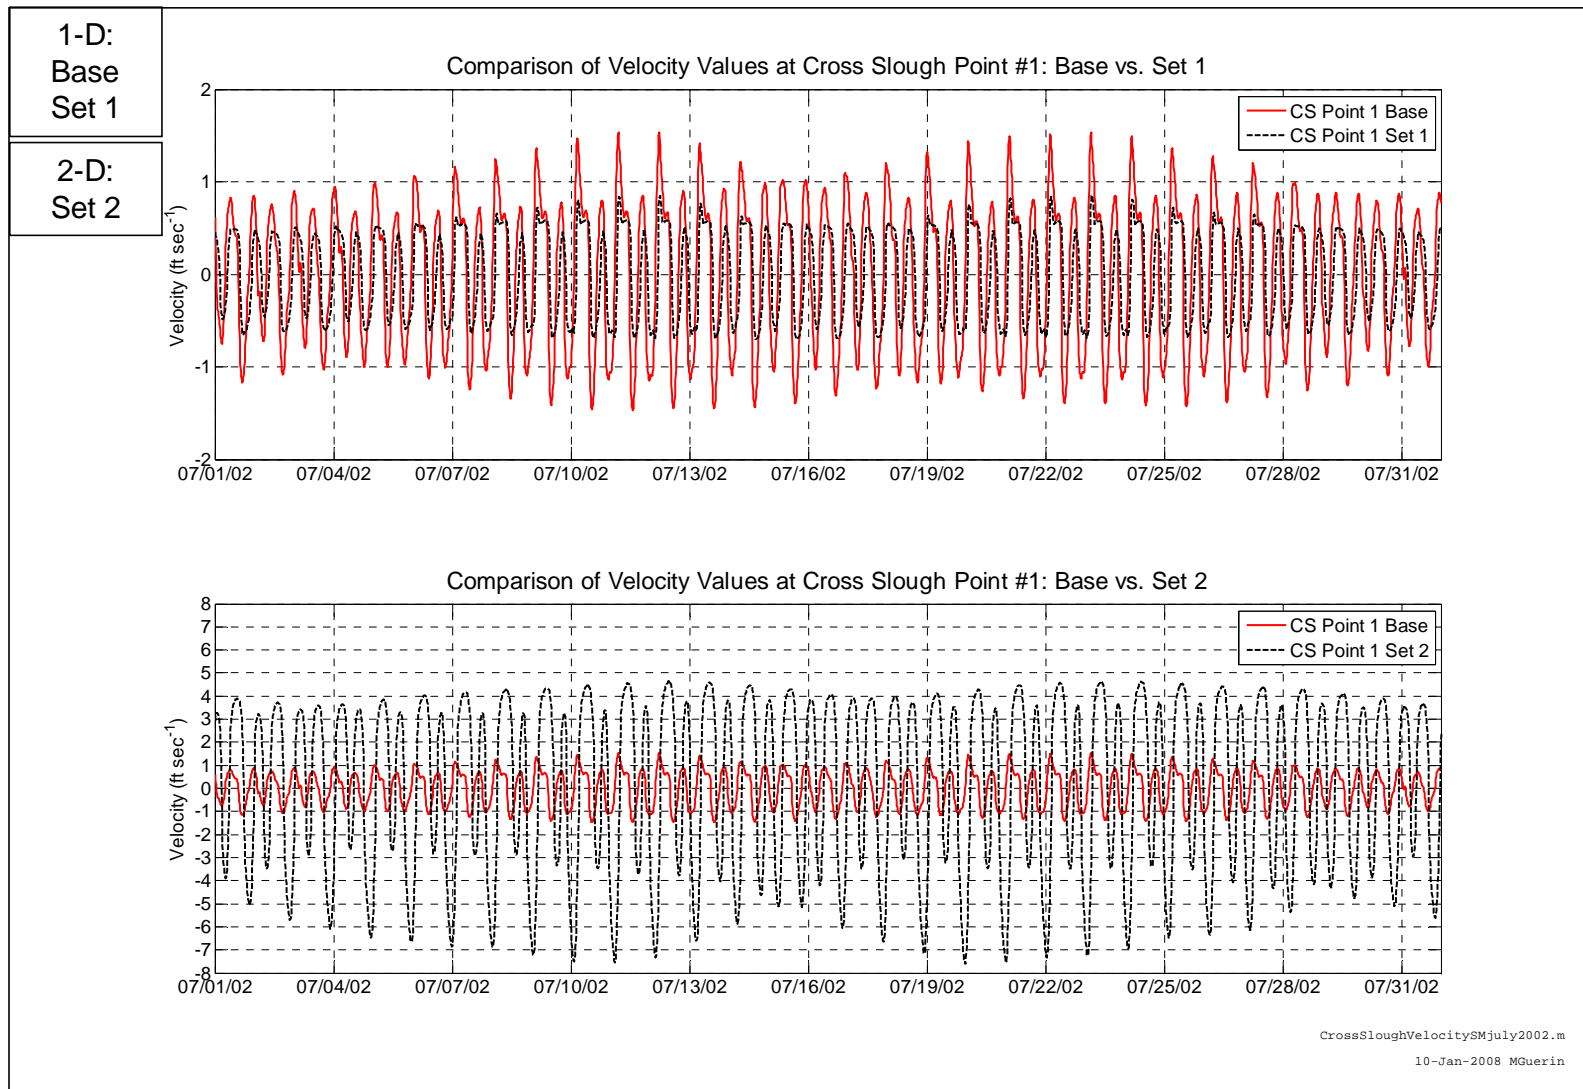 1-D:
Base
Set 1
2-D:
Set 2
Comparison of Velocity Values at Cross Slough Point #1: Base vs. Set 1
CS Point 1 Base
CS Point 1 Set 1
Velocity (ft sec⁻¹)
2
1
0
-1
-2
07/01/02 07/04/02 07/07/02 07/10/02 07/13/02 07/16/02 07/19/02 07/22/02 07/25/02 07/28/02 07/31/02
Comparison of Velocity Values at Cross Slough Point #1: Base vs. Set 2
CS Point 1 Base
CS Point 1 Set 2
Velocity (ft sec⁻¹)
8
7
6
5
4
3
2
1
0
-1
-2
-3
-4
-5
-6
-7
-8
07/01/02 07/04/02 07/07/02 07/10/02 07/13/02 07/16/02 07/19/02 07/22/02 07/25/02 07/28/02 07/31/02
CrossSloughVelocitySMjuly2002.m
10-Jan-2008 MGuerin